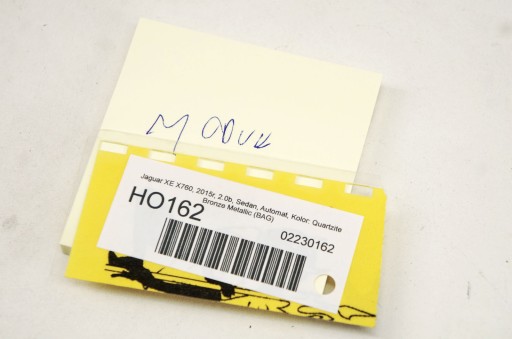 Jaguar XE X760, 2015r, 2.0b, Sedan, Automat, Kolor: Quartzite
Bronze Metallic (BAG)
HO162
02230162